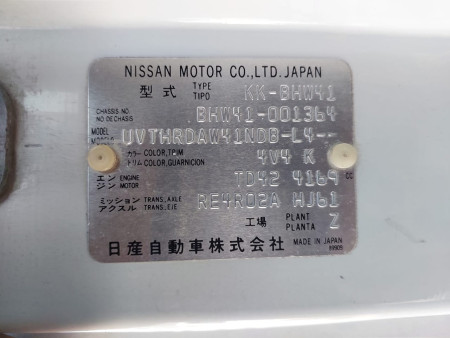 NISSAN MOTOR CO.,LTD. JAPAN
型式 TYPE TIPO KK-BHW41
CHASSIS NO. NO DE CHASIS BHW41-001364
MODEL MODELO UVTHRDAW41NDB-L4--
カラー COLOR,TRIM トリム COLOR,GUARNICION 4V4 K
エンジン ENGINE MOTOR TD42 4169 CC
ミッション TRANS.,AXLE アクスル TRANS.,EJE RE4R02A HJ61
工場 PLANT PLANTA Z
日産自動車株式会社 MADE IN JAPAN